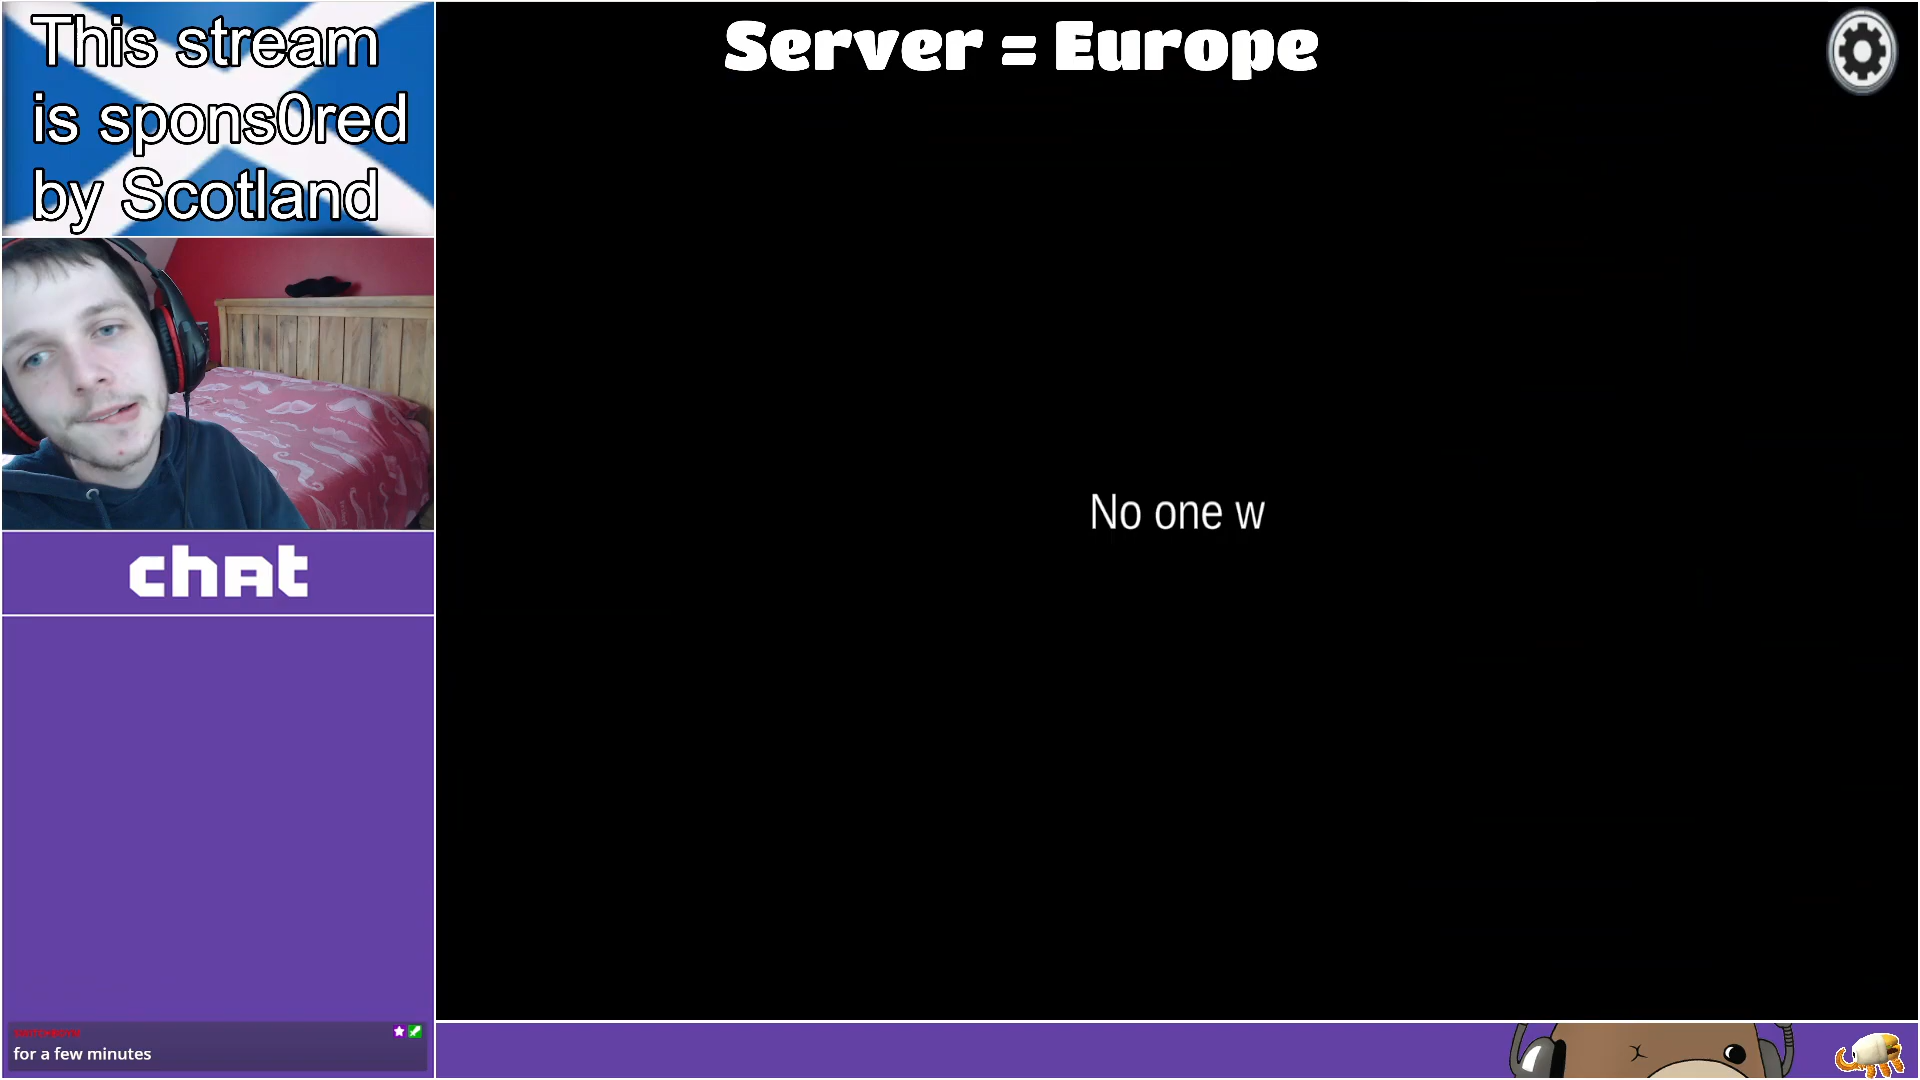 This stream
is spons0red
by Scotland
Server = Europe
No one w
chat
for a few minutes